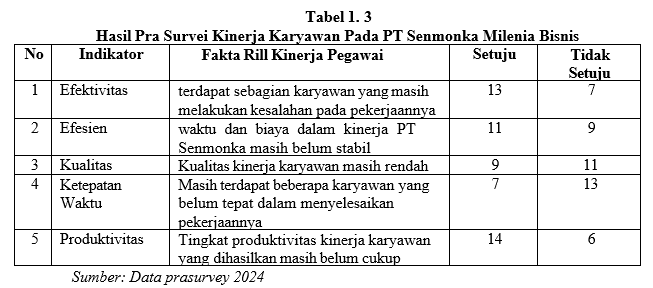 Tabel 1. 3
Hasil Pra Survei Kinerja Karyawan Pada PT Senmonka Milenia Bisnis
No Indikator Fakta Rill Kinerja Pegawai Setuju Tidak
Setuju
1 Efektivitas terdapat sebagian karyawan yang masih 13 7
melakukan kesalahan pada pekerjaannya
2 Efesien waktu dan biaya dalam kinerja PT 11 9
Senmonka masih belum stabil
3 Kualitas Kualitas kinerja karyawan masih rendah 9 11
4 Ketepatan Masih terdapat beberapa karyawan yang 7 13
Waktu belum tepat dalam menyelesaikan
pekerjaannya
5 Produktivitas Tingkat produktivitas kinerja karyawan 14 6
yang dihasilkan masih belum cukup
Sumber: Data prasurvey 2024